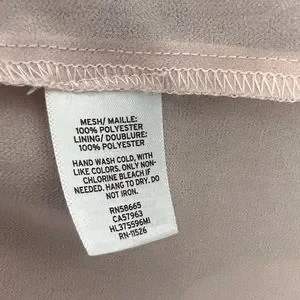 MESH/ MAILLE:
100% POLYESTER
LINING/ DOUBLURE:
100% POLYESTER
HAND WASH COLD, WITH
LIKE COLORS. ONLY NON-
CHLORINE BLEACH IF
NEEDED. HANG TO DRY. DO
NOT IRON.
RN58665
CA57963
HL3T5596MI
RN-11526